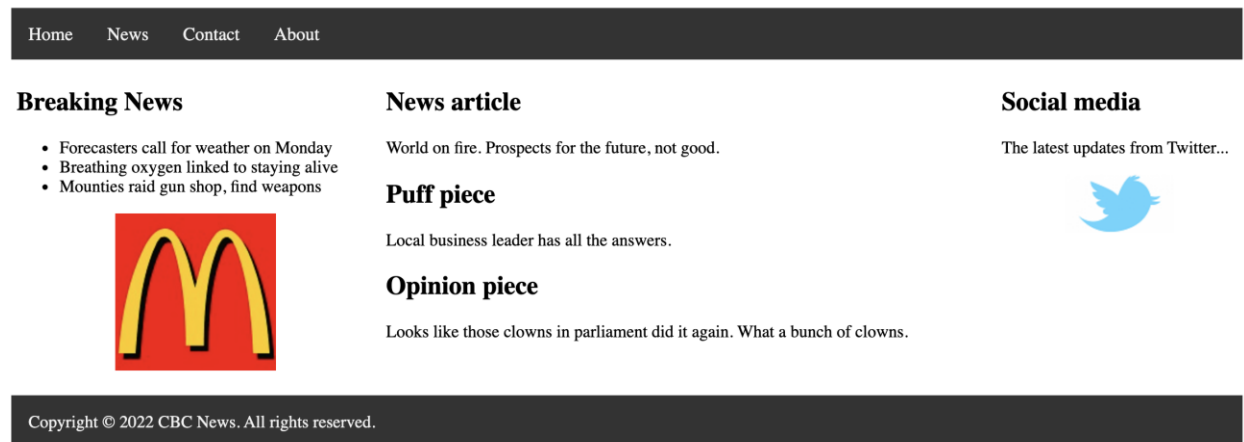 Home News Contact About
Breaking News
Forecasters call for weather on Monday
Breathing oxygen linked to staying alive
Mounties raid gun shop, find weapons
News article
World on fire. Prospects for the future, not good.
Puff piece
Local business leader has all the answers.
Opinion piece
Looks like those clowns in parliament did it again. What a bunch of clowns.
Social media
The latest updates from Twitter...
Copyright © 2022 CBC News. All rights reserved.